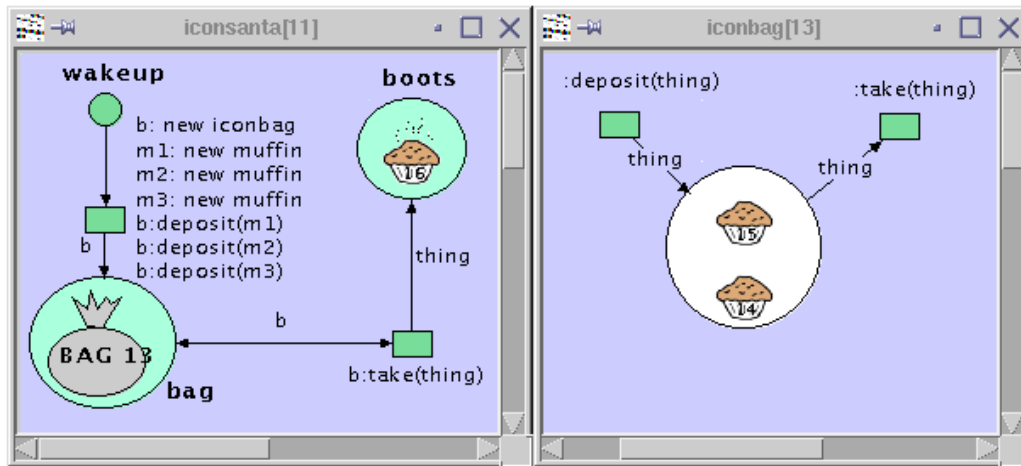 iconsanta[11]
wakeup
boots
b: new iconbag
m1: new muffin
m2: new muffin
m3: new muffin
b:deposit(m1)
b:deposit(m2)
b:deposit(m3)
b
16
thing
b
BAG 13
bag
b:take(thing)
iconbag[13]
:deposit(thing)
:take(thing)
thing
thing
15
14